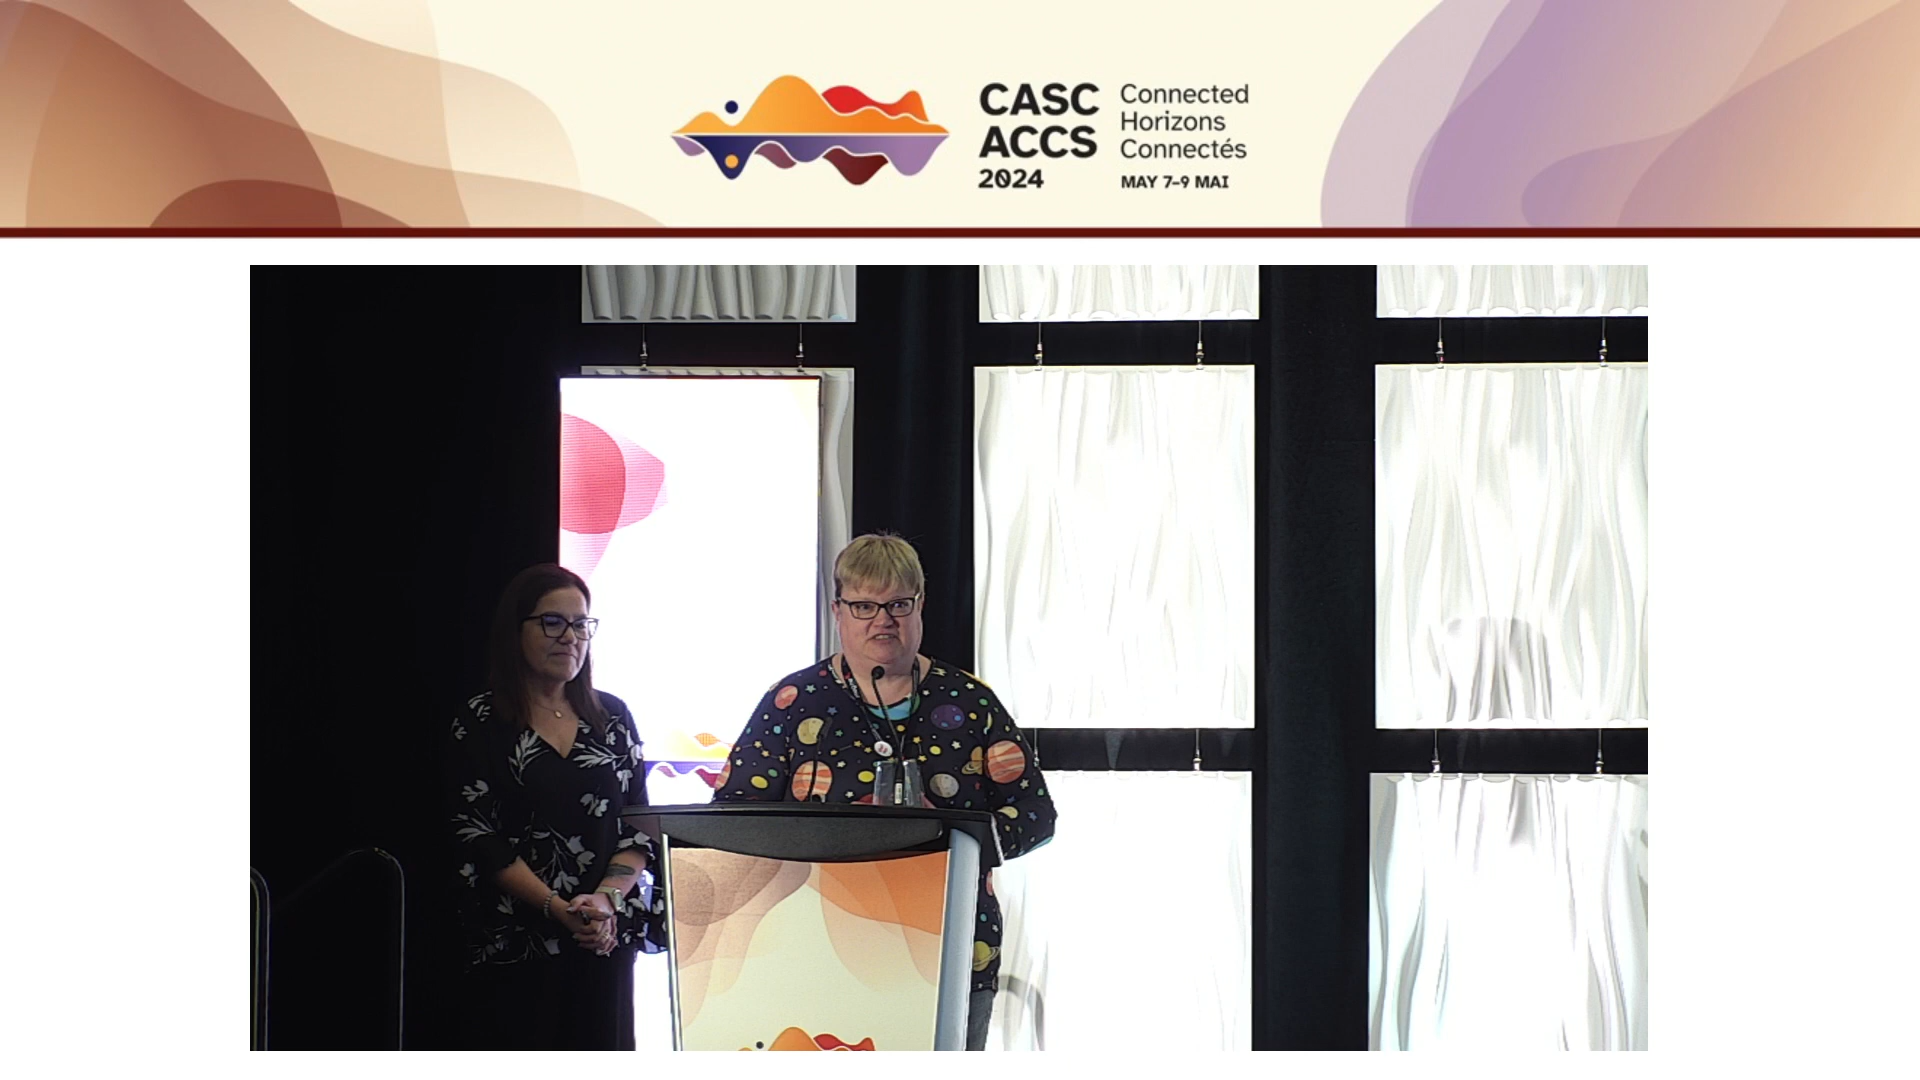 CASC
ACCS
2024
Connected
Horizons
Connectés
MAY 7–9 MAI